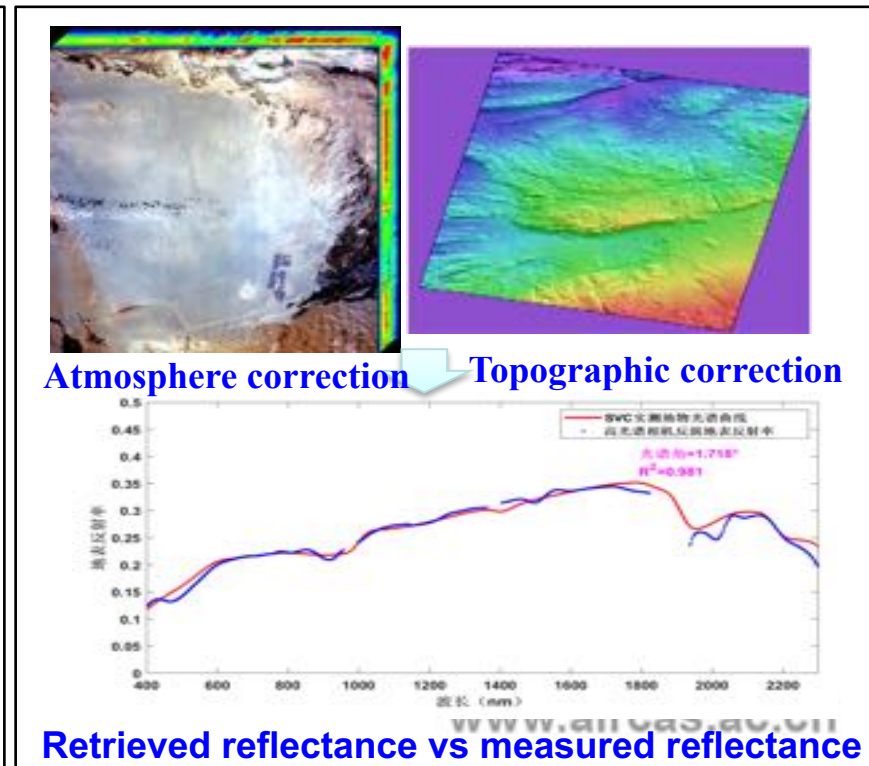 Atmosphere correction
Topographic correction
0.5
0.45
0.4
0.35
0.3
0.25
0.2
0.15
0.1
0.05
0
地表反射率
SVC实测地物光谱曲线
高光谱相机反演地表反射率
光谱角=1.718°
R²=0.981
400 600 800 1000 1200 1400 1600 1800 2000 2200
波长（nm）
www.aircas.ac.cn
Retrieved reflectance vs measured reflectance